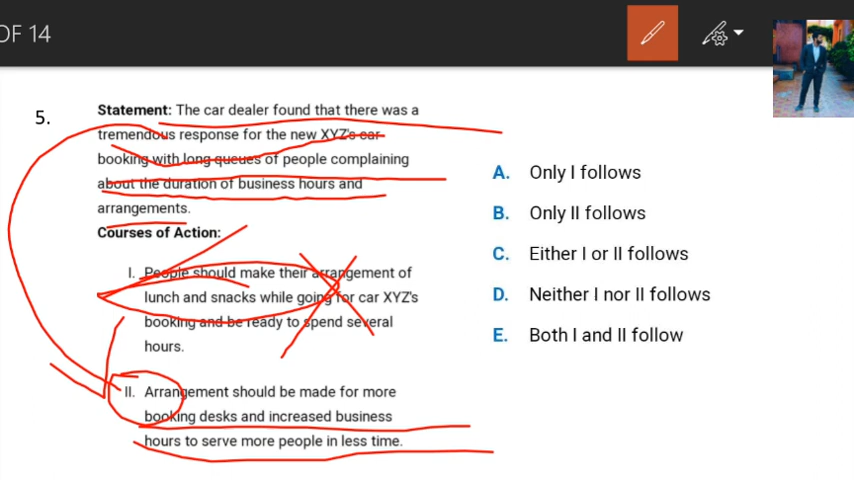 OF 14
5.
Statement: The car dealer found that there was a
tremendous response for the new XYZ's car
booking with long queues of people complaining
about the duration of business hours and
arrangements.
Courses of Action:
I. People should make their arrangement of
lunch and snacks while going for car XYZ's
booking and be ready to spend several
hours.
II. Arrangement should be made for more
booking desks and increased business
hours to serve more people in less time.
A. Only I follows
B. Only II follows
C. Either I or II follows
D. Neither I nor II follows
E. Both I and II follow